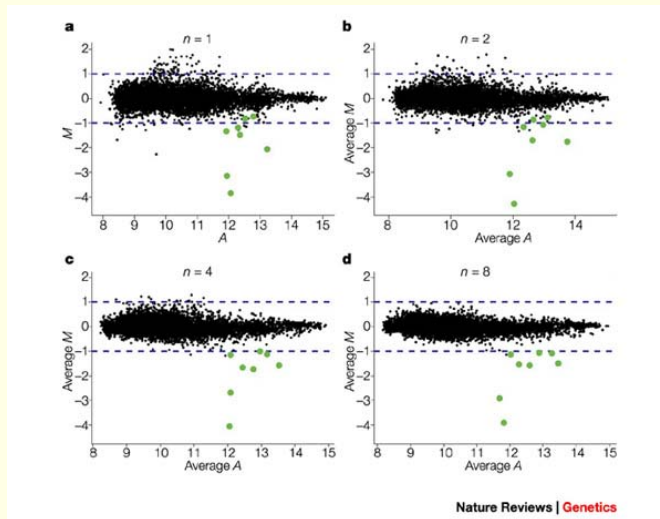 a
n = 1
2
1
0
−1
−2
−3
−4
M
8 9 10 11 12 13 14 15
A
b
n = 2
2
1
0
−1
−2
−3
−4
Average M
8 10 12 14
Average A
c
n = 4
2
1
0
−1
−2
−3
−4
Average M
8 9 10 11 12 13 14 15
Average A
d
n = 8
2
1
0
−1
−2
−3
−4
Average M
8 9 10 11 12 13 14 15
Average A
Nature Reviews | Genetics